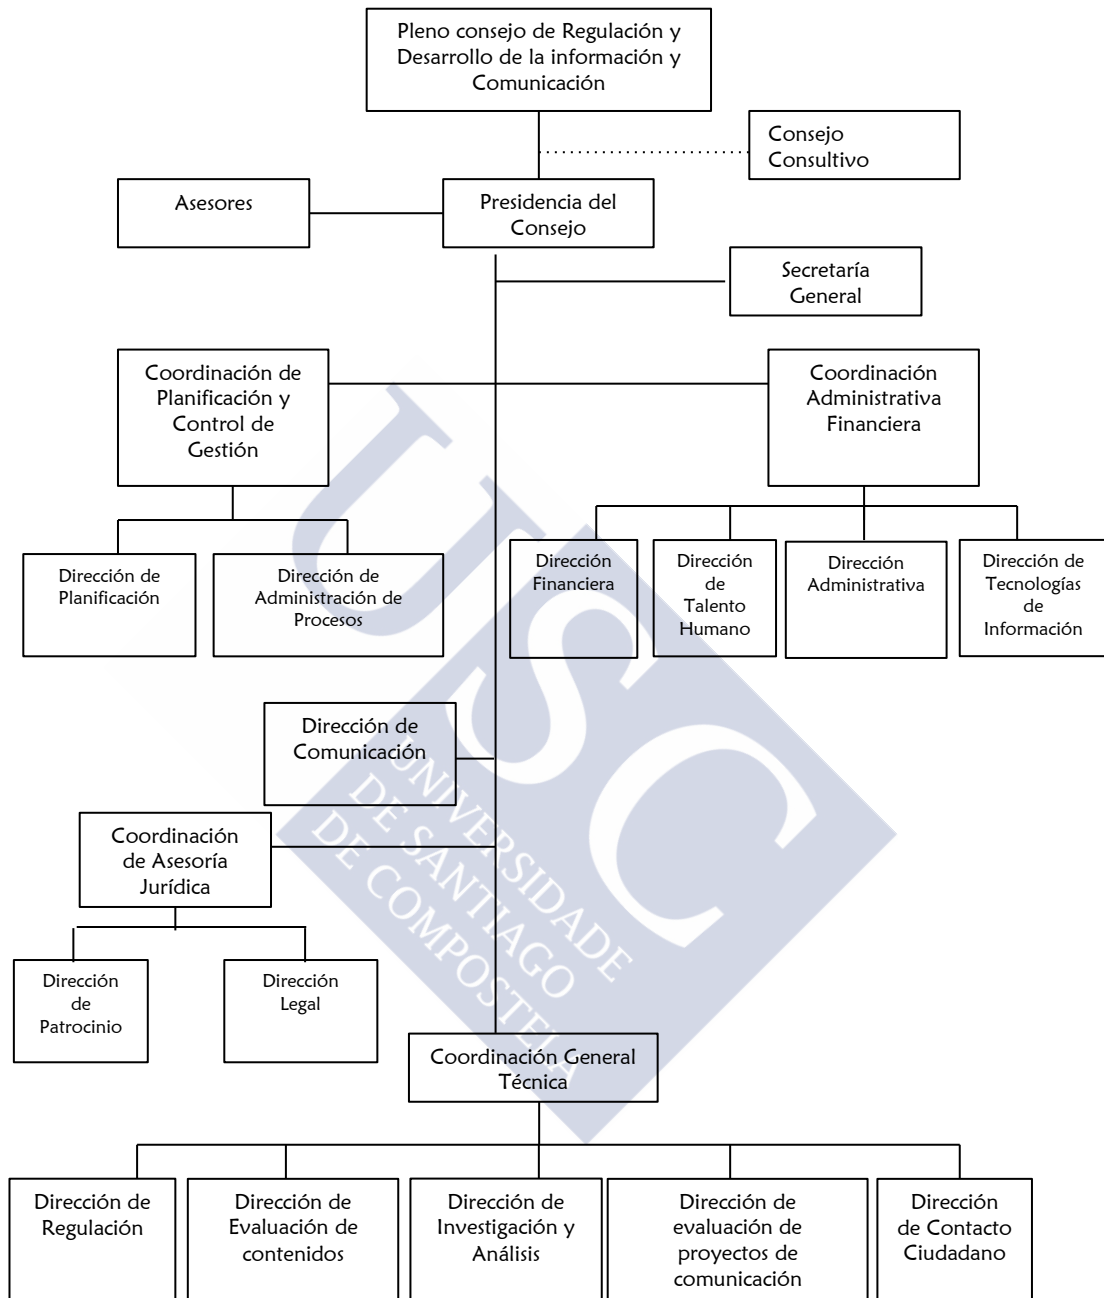 Pleno consejo de Regulación y
Desarrollo de la información y
Comunicación
Consejo
Consultivo
Asesores
Presidencia del
Consejo
Secretaría
General
Coordinación de
Planificación y
Control de
Gestión
Coordinación
Administrativa
Financiera
Dirección de
Planificación
Dirección de
Administración de
Procesos
Dirección
Financiera
Dirección
de
Talento
Humano
Dirección
Administrativa
Dirección de
Tecnologías
de
Información
Dirección de
Comunicación
Coordinación
de Asesoría
Jurídica
Dirección
de
Patrocinio
Dirección
Legal
Coordinación General
Técnica
Dirección de
Regulación
Dirección de
Evaluación de
contenidos
Dirección de
Investigación y
Análisis
Dirección de
evaluación de
proyectos de
comunicación
Dirección
de Contacto
Ciudadano
USC
UNIVERSIDADE
DE SANTIAGO
DE COMPOSTELA